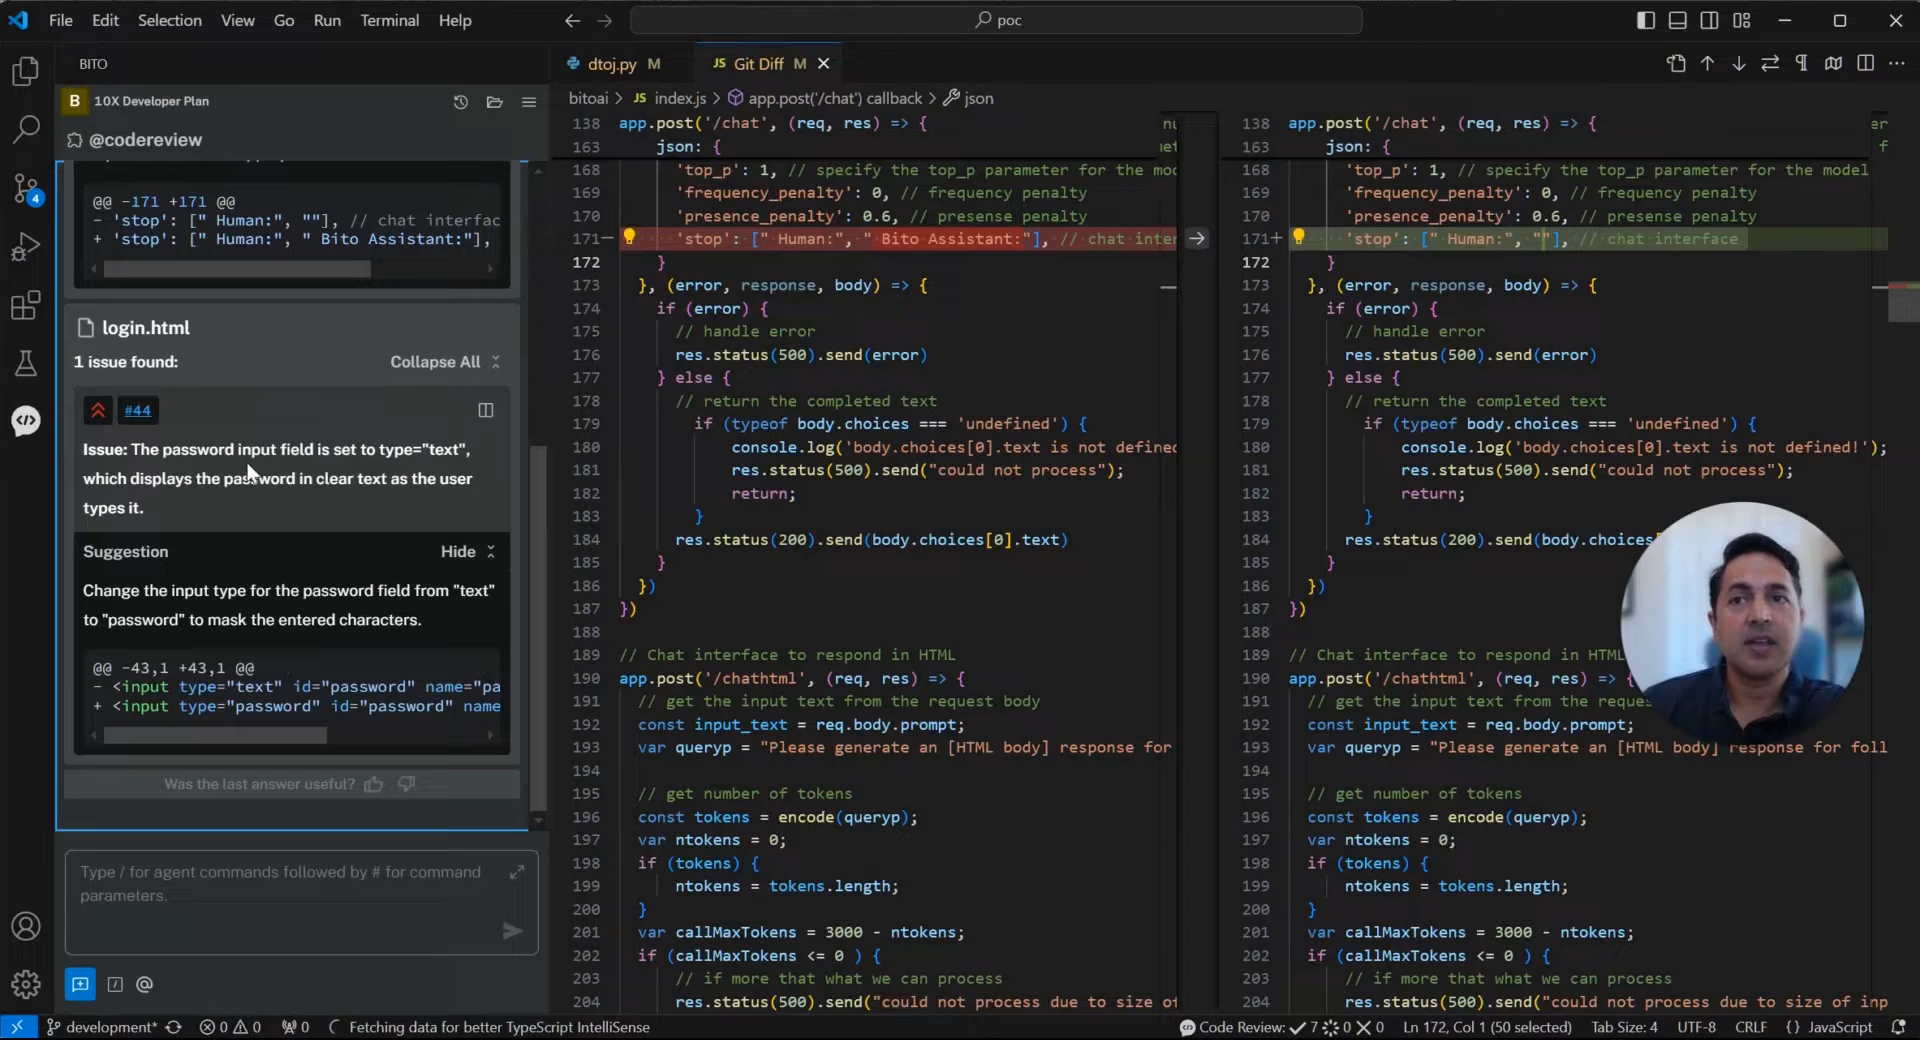 File Edit Selection View Go Run Terminal Help
poc
BITO
B 10X Developer Plan
@codereview
@@ -171 +171 @@
- 'stop': [" Human:", ""], // chat interfac
+ 'stop': [" Human:", " Bito Assistant:"],
login.html
1 issue found:
Collapse All
#44
Issue: The password input field is set to type="text",
which displays the password in clear text as the user
types it.
Suggestion
Hide
Change the input type for the password field from "text"
to "password" to mask the entered characters.
@@ -43,1 +43,1 @@
- <input type="text" id="password" name="pa
+ <input type="password" id="password" name
Was the last answer useful?
Type / for agent commands followed by # for command
parameters.
4
dtoj.py M
JS Git Diff M
bitoai > JS index.js > app.post('/chat') callback > json
138 app.post('/chat', (req, res) => {
163 json: {
168 'top_p': 1, // specify the top_p parameter for the mod
169 'frequency_penalty': 0, // frequency penalty
170 'presence_penalty': 0.6, // presense penalty
171 'stop': [" Human:", " Bito Assistant:"], // chat inter
172 }
173 }, (error, response, body) => {
174 if (error) {
175 // handle error
176 res.status(500).send(error)
177 } else {
178 // return the completed text
179 if (typeof body.choices === 'undefined') {
180 console.log('body.choices[0].text is not defined
181 res.status(500).send("could not process");
182 return;
183 }
184 res.status(200).send(body.choices[0].text)
185 }
186 })
187 })
188
189 // Chat interface to respond in HTML
190 app.post('/chathtml', (req, res) => {
191 // get the input text from the request body
192 const input_text = req.body.prompt;
193 var queryp = "Please generate an [HTML body] response for
194
195 // get number of tokens
196 const tokens = encode(queryp);
197 var ntokens = 0;
198 if (tokens) {
199 ntokens = tokens.length;
200 }
201 var callMaxTokens = 3000 - ntokens;
202 if (callMaxTokens <= 0 ) {
203 // if more that what we can process
204 res.status(500).send("could not process due to size of
138 app.post('/chat', (req, res) => {
163 json: {
168 'top_p': 1, // specify the top_p parameter for the model
169 'frequency_penalty': 0, // frequency penalty
170 'presence_penalty': 0.6, // presense penalty
171+ 'stop': [" Human:", ""], // chat interface
172 }
173 }, (error, response, body) => {
174 if (error) {
175 // handle error
176 res.status(500).send(error)
177 } else {
178 // return the completed text
179 if (typeof body.choices === 'undefined') {
180 console.log('body.choices[0].text is not defined!');
181 res.status(500).send("could not process");
182 return;
183 }
184 res.status(200).send(body.choices
185 }
186 })
187 })
188
189 // Chat interface to respond in HTML
190 app.post('/chathtml', (req, res) => {
191 // get the input text from the reques
192 const input_text = req.body.prompt;
193 var queryp = "Please generate an [HTML body] response for foll
194
195 // get number of tokens
196 const tokens = encode(queryp);
197 var ntokens = 0;
198 if (tokens) {
199 ntokens = tokens.length;
200 }
201 var callMaxTokens = 3000 - ntokens;
202 if (callMaxTokens <= 0 ) {
203 // if more that what we can process
204 res.status(500).send("could not process due to size of inp
development* 0 0 0 Fetching data for better TypeScript IntelliSense
Code Review: 7 0 0 Ln 172, Col 1 (50 selected) Tab Size: 4 UTF-8 CRLF {} JavaScript